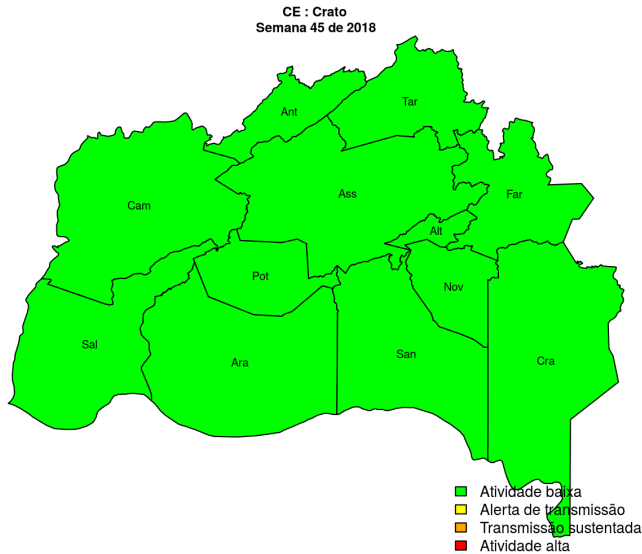 CE : Crato
Semana 45 de 2018
Tar
Ant
Ass
Far
Cam
Alt
Pot
Nov
Sal
San
Cra
Ara
Atividade baixa
Alerta de transmissão
Transmissão sustentada
Atividade alta